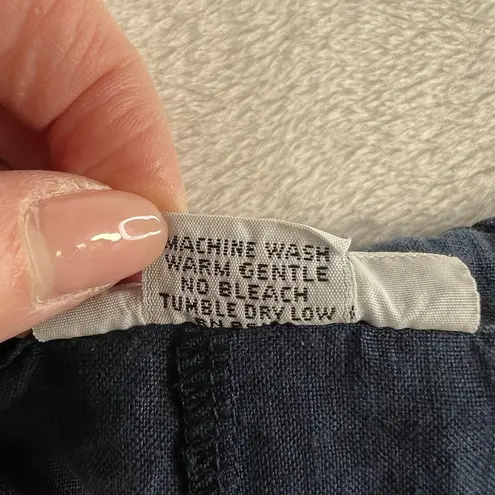 MACHINE WASH
WARM GENTLE
NO BLEACH
TUMBLE DRY LOW